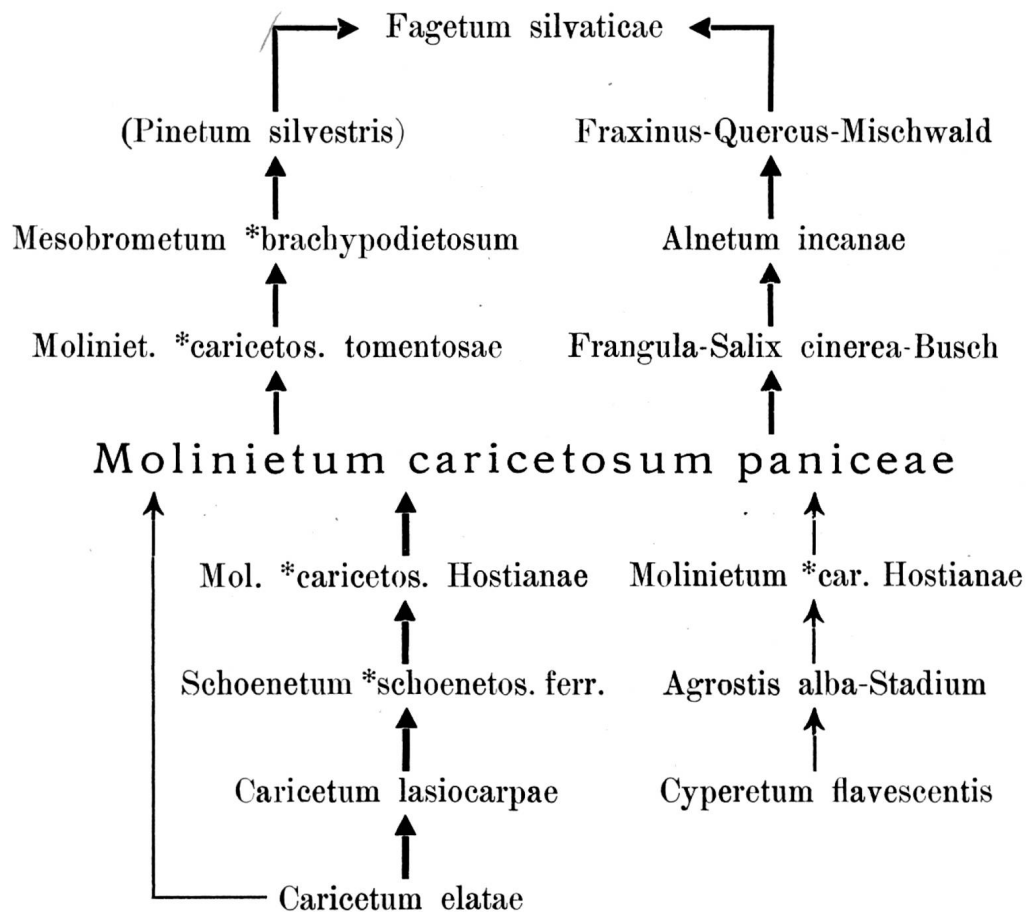 Fagetum silvaticae
(Pinetum silvestris) Fraxinus-Quercus-Mischwald
Mesobrometum *brachypodietosum Alnetum incanae
Moliniet. *caricetos. tomentosae Frangula-Salix cinerea-Busch
Molinietum caricetosum paniceae
Mol. *caricetos. Hostianae Molinietum *car. Hostianae
Schoenetum *schoenetos. ferr. Agrostis alba-Stadium
Caricetum lasiocarpae Cyperetum flavescentis
Caricetum elatae